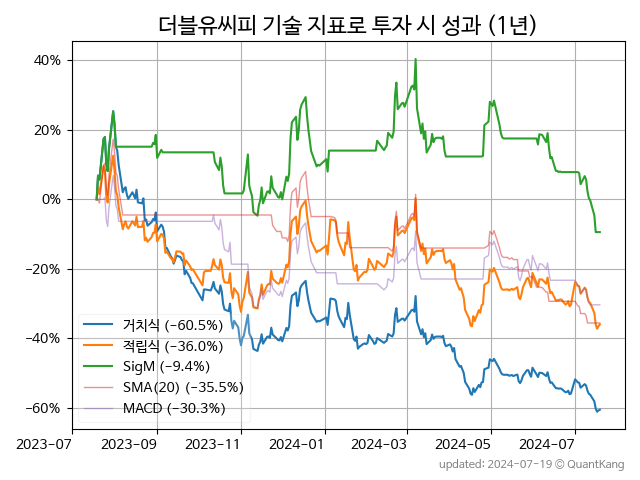 더블유씨피 기술 지표로 투자 시 성과 (1년)
40%
20%
0%
−20%
−40%
−60%
거치식 (−60.5%)
적립식 (−36.0%)
SigM (−9.4%)
SMA(20) (−35.5%)
MACD (−30.3%)
2023-07 2023-09 2023-11 2024-01 2024-03 2024-05 2024-07
updated: 2024-07-19 © QuantKang